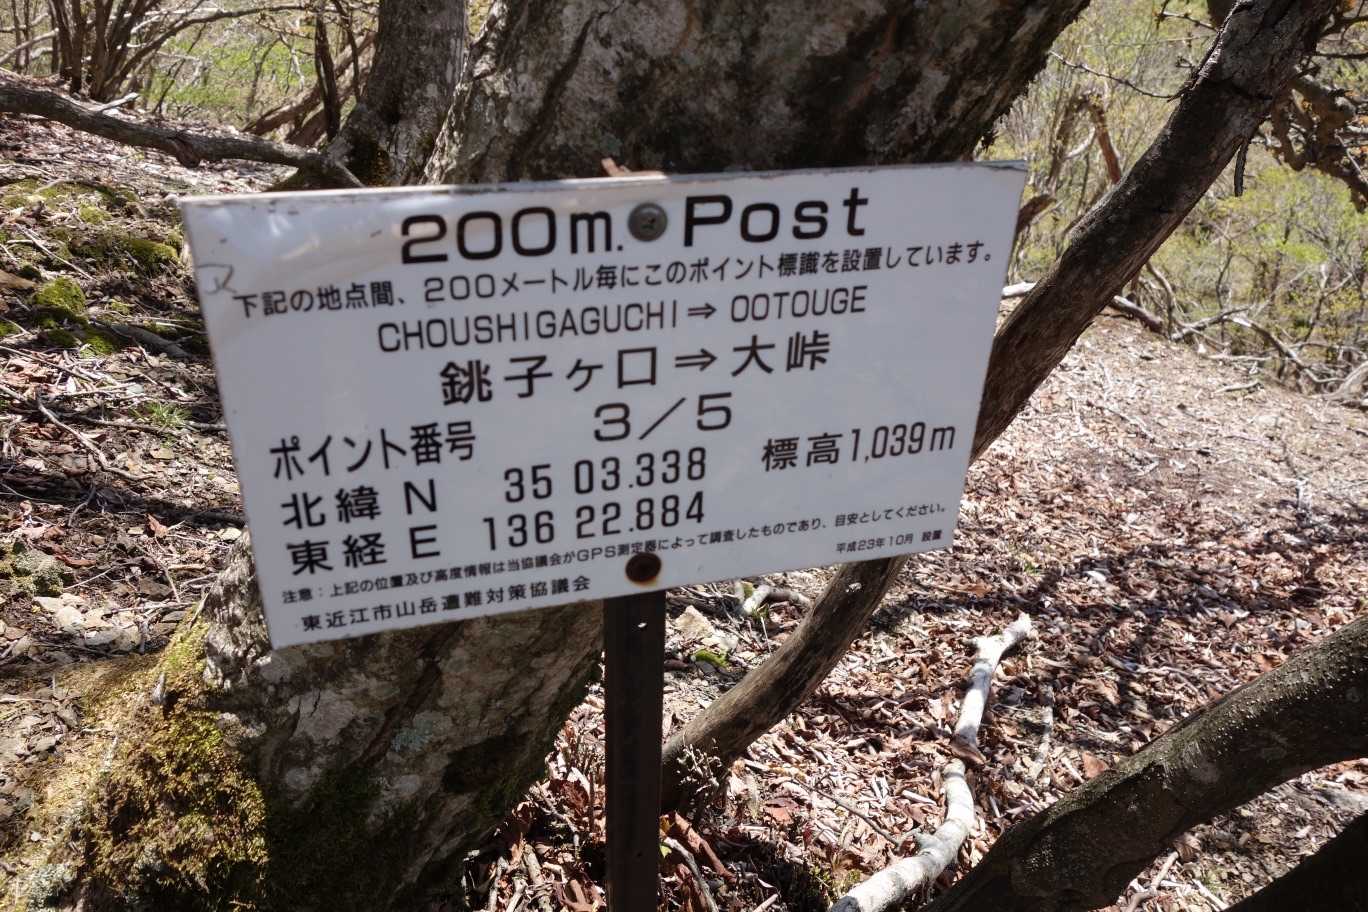 200m. Post
下記の地点間、200メートル毎にこのポイント標識を設置しています。
CHOUSHIGAGUCHI⇒OOTOUGE
銚子ヶ口⇒大峠
ポイント番号 3／5
北緯 N 35 03.338 標高1,039m
東経 E 136 22.884
注意：上記の位置及び高度情報は当協議会がGPS測定器によって調査したものであり、目安としてください。
東近江市山岳遭難対策協議会 平成23年10月 設置